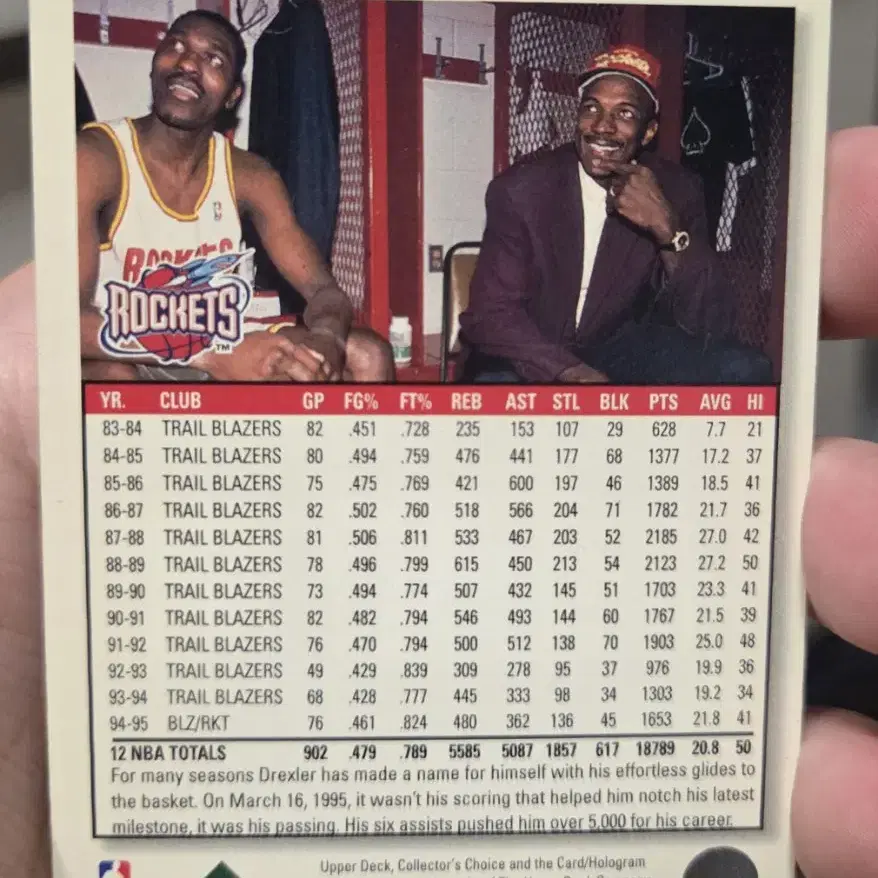 ROCKETS
ROCKETS TM
YR. CLUB GP FG% FT% REB AST STL BLK PTS AVG HI
83-84 TRAIL BLAZERS 82 .451 .728 235 153 107 29 628 7.7 21
84-85 TRAIL BLAZERS 80 .494 .759 476 441 177 68 1377 17.2 37
85-86 TRAIL BLAZERS 75 .475 .769 421 600 197 46 1389 18.5 41
86-87 TRAIL BLAZERS 82 .502 .760 518 566 204 71 1782 21.7 36
87-88 TRAIL BLAZERS 81 .506 .811 533 467 203 52 2185 27.0 42
88-89 TRAIL BLAZERS 78 .496 .799 615 450 213 54 2123 27.2 50
89-90 TRAIL BLAZERS 73 .494 .774 507 432 145 51 1703 23.3 41
90-91 TRAIL BLAZERS 82 .482 .794 546 493 144 60 1767 21.5 39
91-92 TRAIL BLAZERS 76 .470 .794 500 512 138 70 1903 25.0 48
92-93 TRAIL BLAZERS 49 .429 .839 309 278 95 37 976 19.9 36
93-94 TRAIL BLAZERS 68 .428 .777 445 333 98 34 1303 19.2 34
94-95 BLZ/RKT 76 .461 .824 480 362 136 45 1653 21.8 41
12 NBA TOTALS 902 .479 .789 5585 5087 1857 617 18789 20.8 50
For many seasons Drexler has made a name for himself with his effortless glides to
the basket. On March 16, 1995, it wasn't his scoring that helped him notch his latest
milestone, it was his passing. His six assists pushed him over 5,000 for his career.
Upper Deck, Collector's Choice and the Card/Hologram